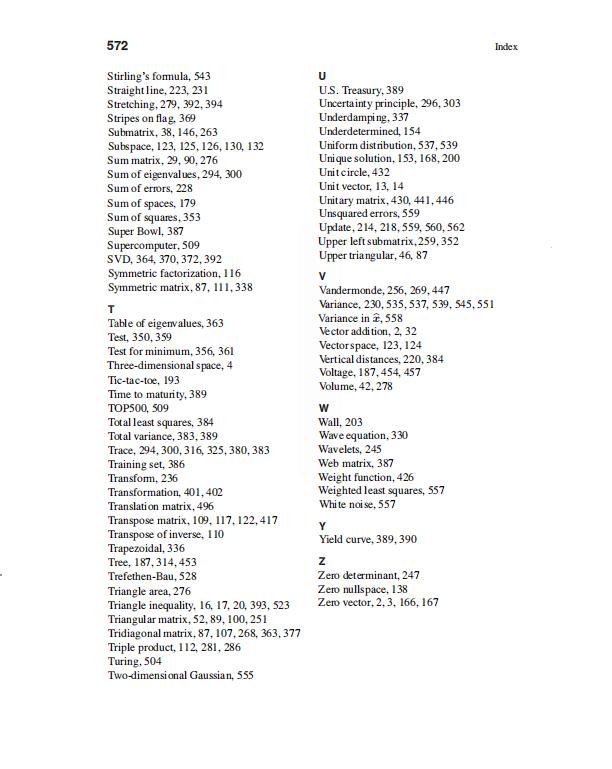 572
Index
Stirling's formula, 543
Straight line, 223, 231
Stretching, 279, 392, 394
Stripes on flag, 369
Submatrix, 38, 146, 263
Subspace, 123, 125, 126, 130, 132
Sum matrix, 29, 90, 276
Sum of eigenvalues, 294, 300
Sum of errors, 228
Sum of spaces, 179
Sum of squares, 353
Super Bowl, 387
Supercomputer, 509
SVD, 364, 370, 372, 392
Symmetric factorization, 116
Symmetric matrix, 87, 111, 338
T
Table of eigenvalues, 363
Test, 350, 359
Test for minimum, 356, 361
Three-dimensional space, 4
Tic-tac-toe, 193
Time to maturity, 389
TOP500, 509
Total least squares, 384
Total variance, 383, 389
Trace, 294, 300, 316, 325, 380, 383
Training set, 386
Transform, 236
Transformation, 401, 402
Translation matrix, 496
Transpose matrix, 109, 117, 122, 417
Transpose of inverse, 110
Trapezoidal, 336
Tree, 187, 314, 453
Trefethen-Bau, 528
Triangle area, 276
Triangle inequality, 16, 17, 20, 393, 523
Triangular matrix, 52, 89, 100, 251
Tridiagonal matrix, 87, 107, 268, 363, 377
Triple product, 112, 281, 286
Turing, 504
Two-dimensional Gaussian, 555
U
U.S. Treasury, 389
Uncertainty principle, 296, 303
Underdamping, 337
Underdetermined, 154
Uniform distribution, 537, 539
Unique solution, 153, 168, 200
Unit circle, 432
Unit vector, 13, 14
Unitary matrix, 430, 441, 446
Unsquared errors, 559
Update, 214, 218, 559, 560, 562
Upper left submatrix, 259, 352
Upper triangular, 46, 87
V
Vandermonde, 256, 269, 447
Variance, 230, 535, 537, 539, 545, 551
Variance in x̂, 558
Vector addition, 2, 32
Vector space, 123, 124
Vertical distances, 220, 384
Voltage, 187, 454, 457
Volume, 42, 278
W
Wall, 203
Wave equation, 330
Wavelets, 245
Web matrix, 387
Weight function, 426
Weighted least squares, 557
White noise, 557
Y
Yield curve, 389, 390
Z
Zero determinant, 247
Zero nullspace, 138
Zero vector, 2, 3, 166, 167